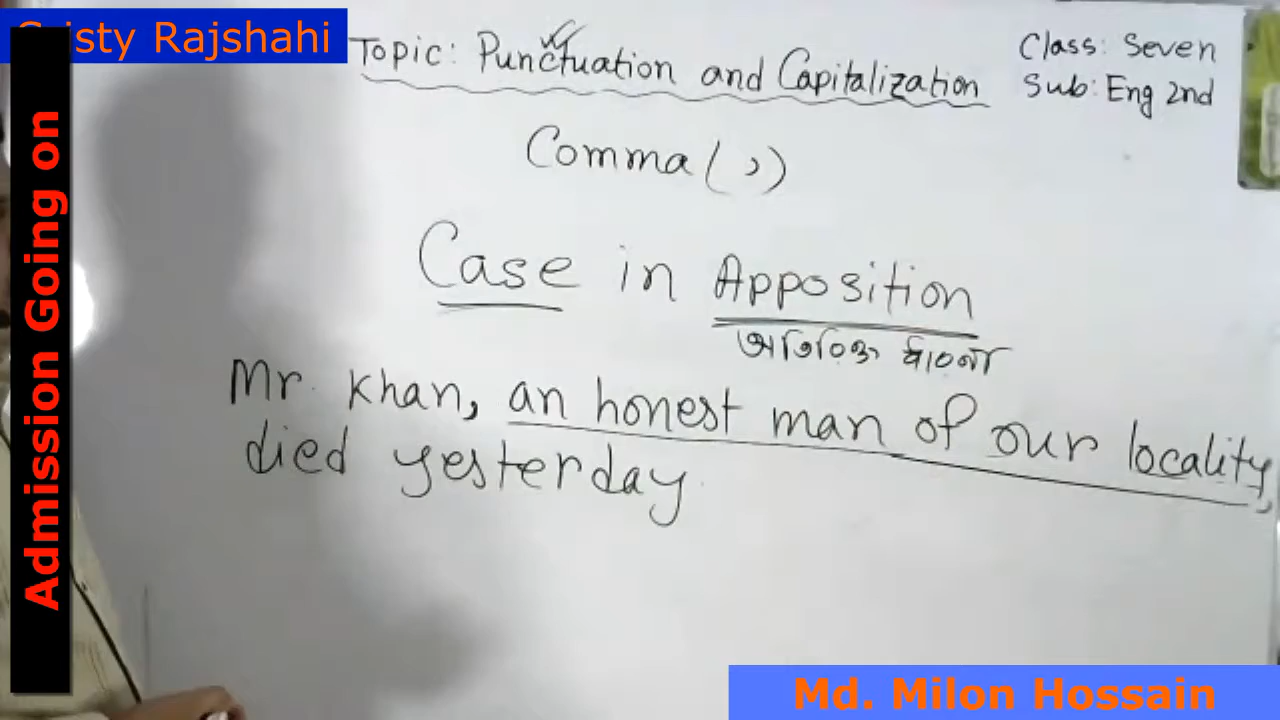 isty Rajshahi
Topic: Punctuation and Capitalization
Class: Seven
Sub: Eng 2nd
Comma (,)
Case in Apposition
Mr. Khan, an honest man of our locality,
died yesterday.
Admission Going on
Md. Milon Hossain